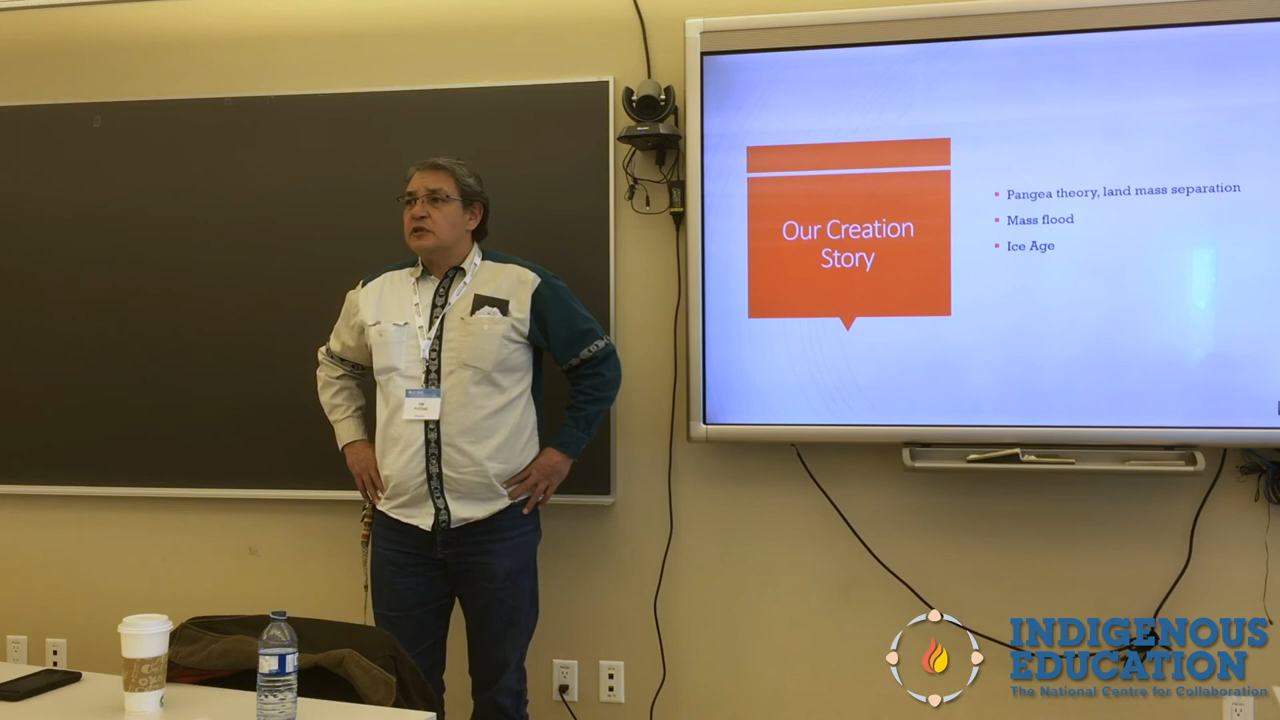 Our Creation
Story
Pangea theory, land mass separation
Mass flood
Ice Age
INDIGENOUS
EDUCATION
The National Centre for Collaboration